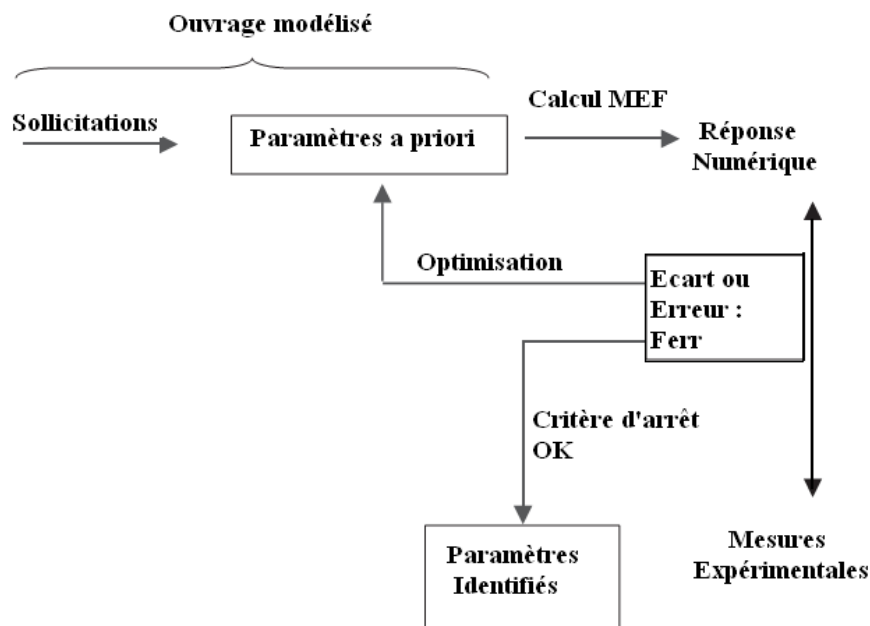 Ouvrage modélisé
Sollicitations
Paramètres a priori
Calcul MEF
Réponse
Numérique
Optimisation
Ecart ou
Erreur :
Ferr
Critère d'arrêt
OK
Paramètres
Identifiés
Mesures
Expérimentales